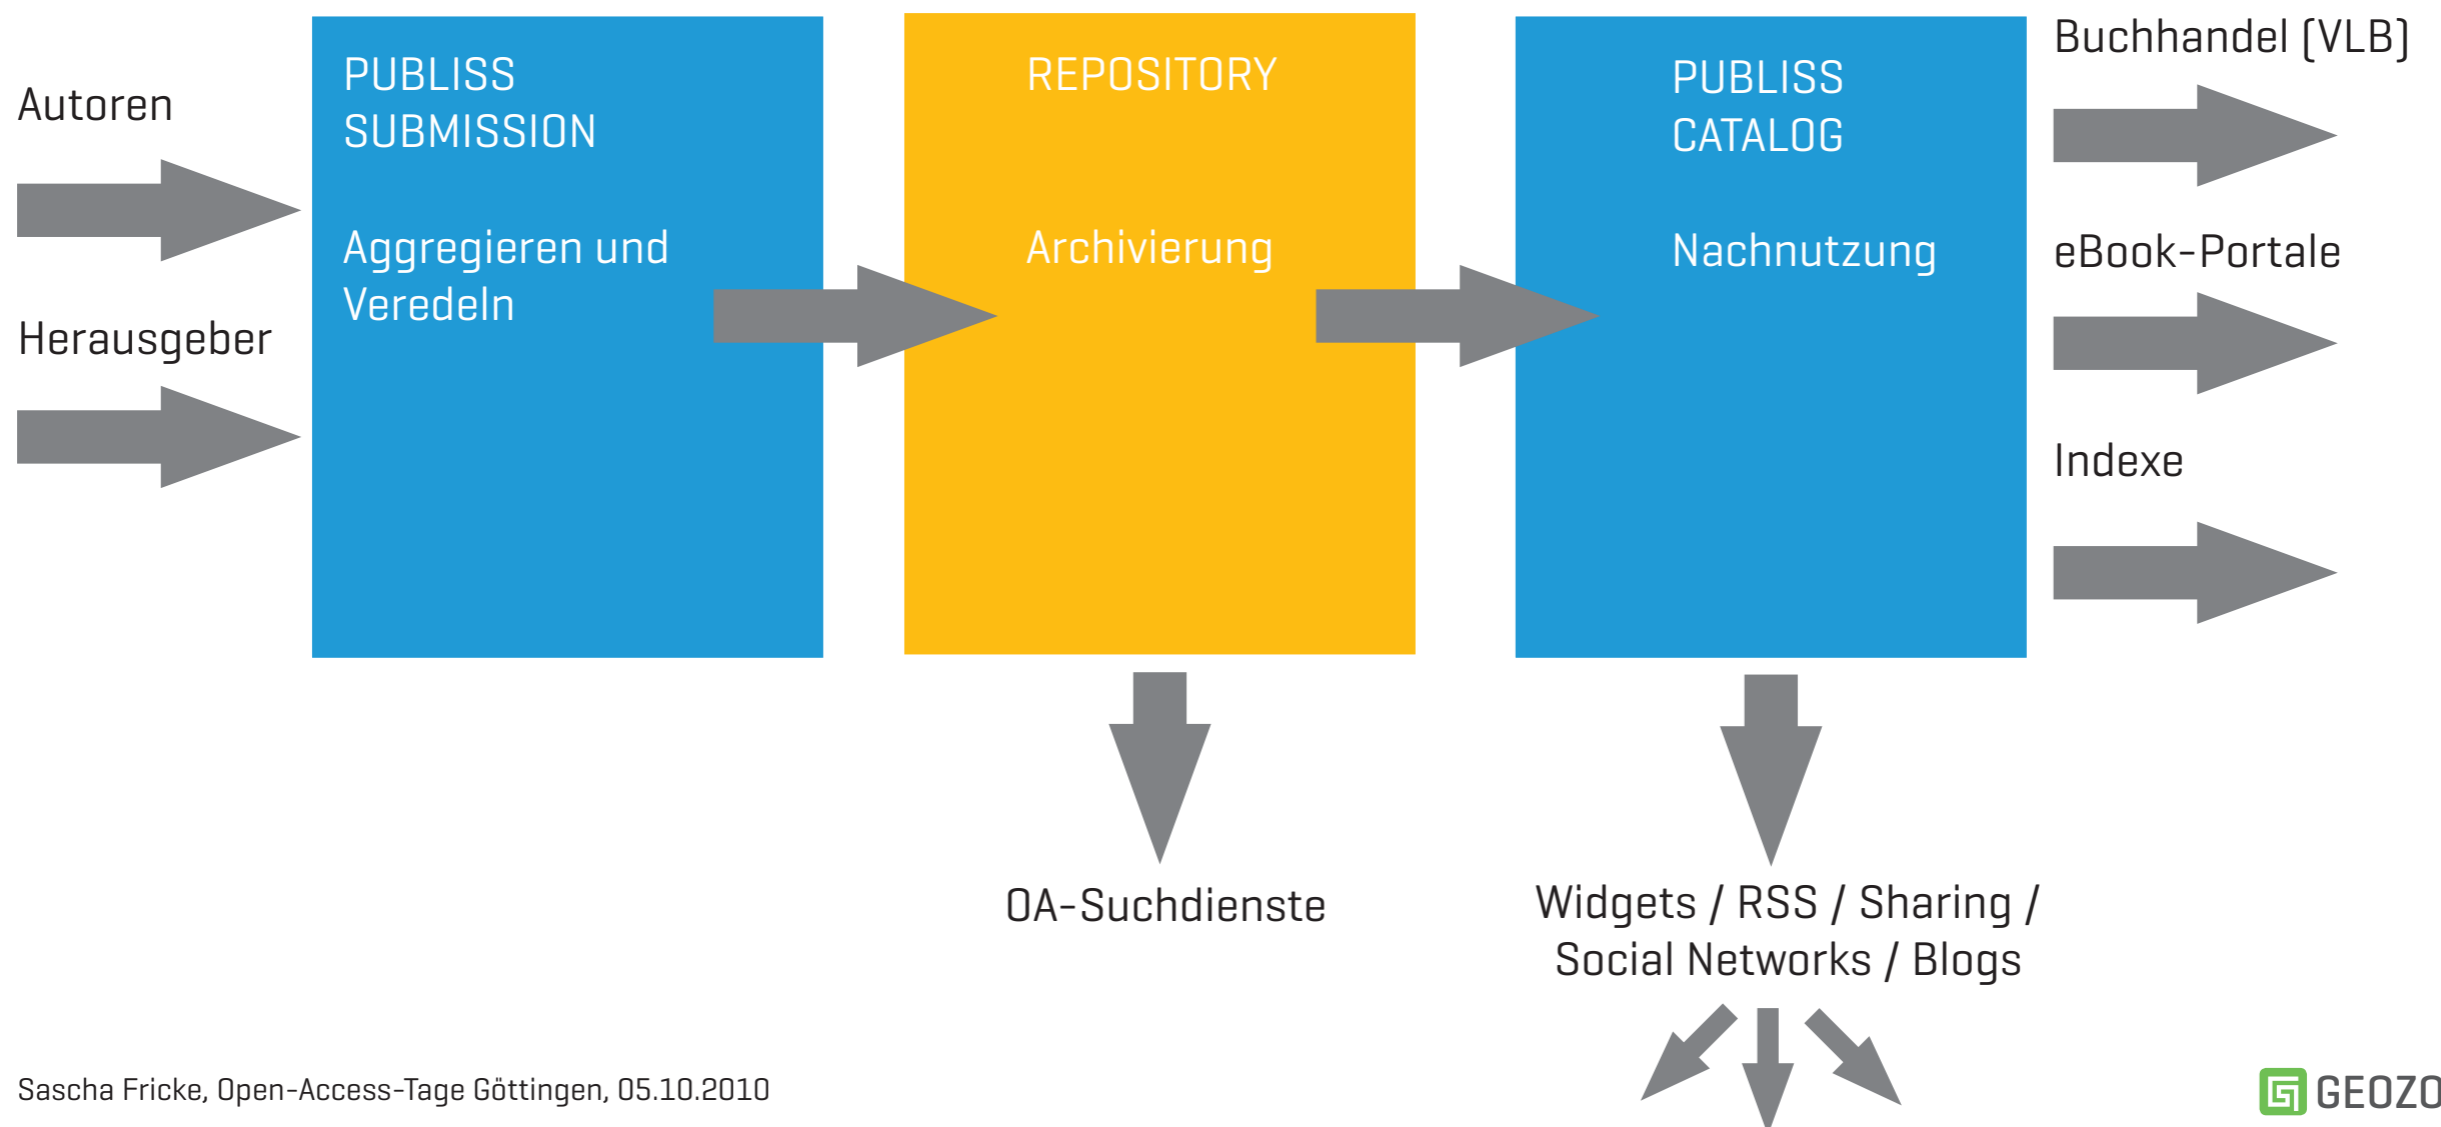 Autoren
Herausgeber
PUBLISS
SUBMISSION
Aggregieren und
Veredeln
REPOSITORY
Archivierung
PUBLISS
CATALOG
Nachnutzung
Buchhandel (VLB)
eBook-Portale
Indexe
OA-Suchdienste
Widgets / RSS / Sharing /
Social Networks / Blogs
Sascha Fricke, Open-Access-Tage Göttingen, 05.10.2010
GEOZO